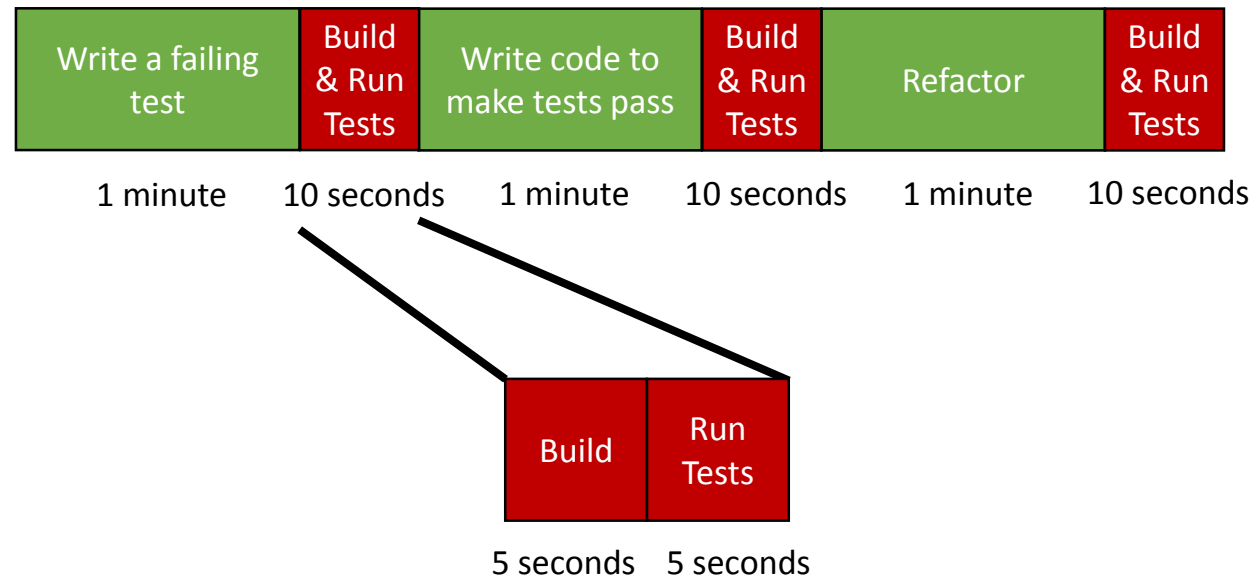 Write a failing
test
Build
& Run
Tests
Write code to
make tests pass
Build
& Run
Tests
Refactor
Build
& Run
Tests
1 minute
10 seconds
1 minute
10 seconds
1 minute
10 seconds
Build
Run
Tests
5 seconds
5 seconds